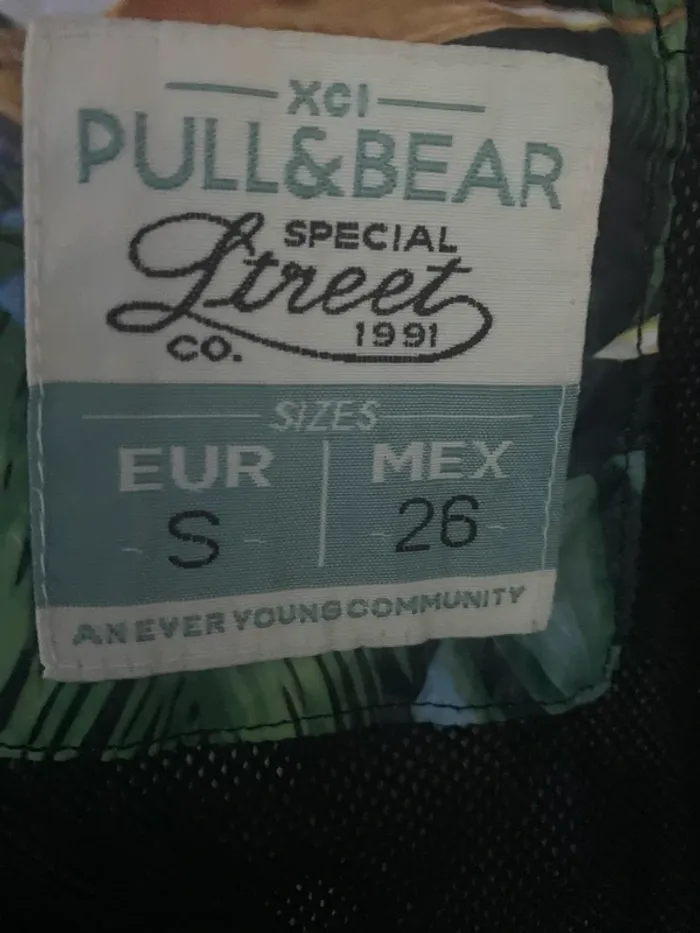 XCI
PULL&BEAR
SPECIAL
Street
CO. 1991
SIZES
EUR MEX
S 26
AN EVER YOUNG COMMUNITY